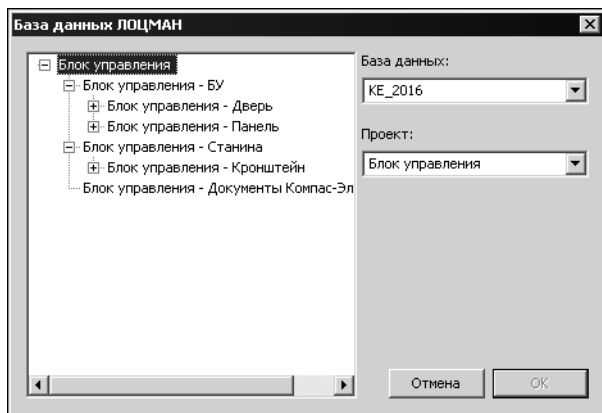 База данных ЛОЦМАН
Блок управления
Блок управления - БУ
Блок управления - Дверь
Блок управления - Панель
Блок управления - Станина
Блок управления - Кронштейн
Блок управления - Документы Компас-Эл
База данных:
KE_2016
Проект:
Блок управления
Отмена
OK